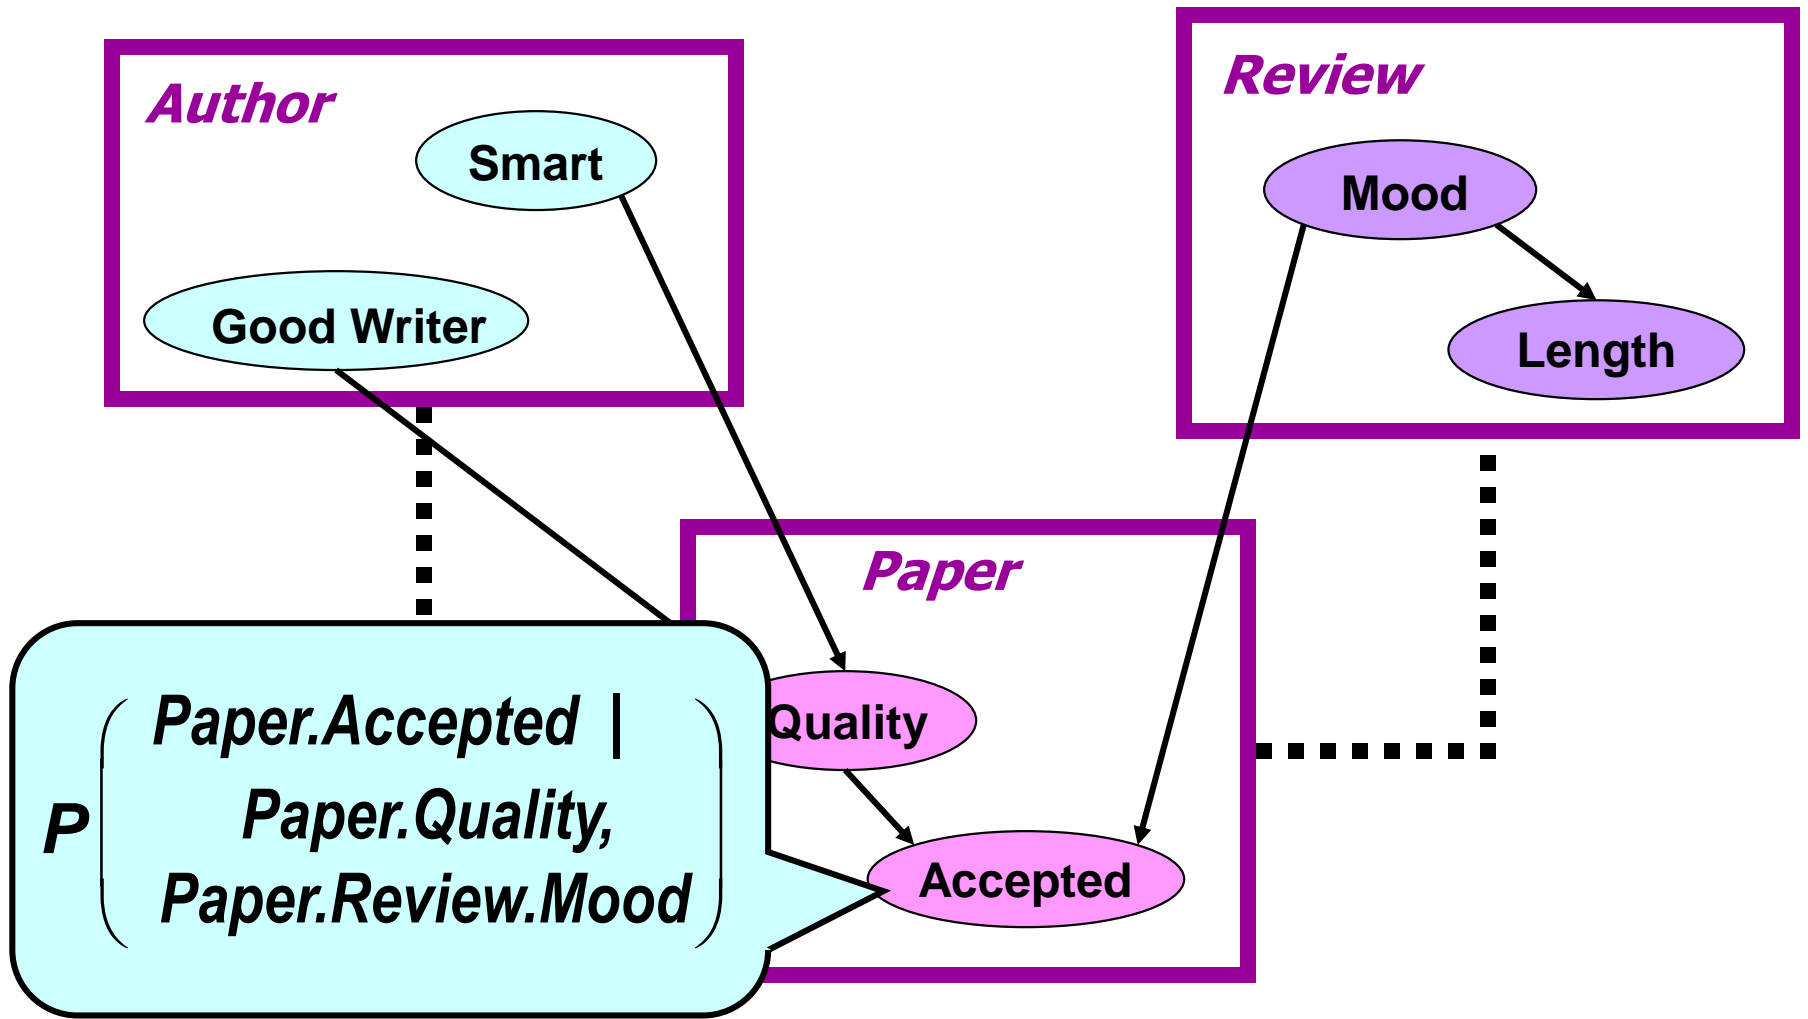 Author
Smart
Good Writer
Review
Mood
Length
Paper
Quality
Accepted
P
Paper.Accepted |
Paper.Quality,
Paper.Review.Mood